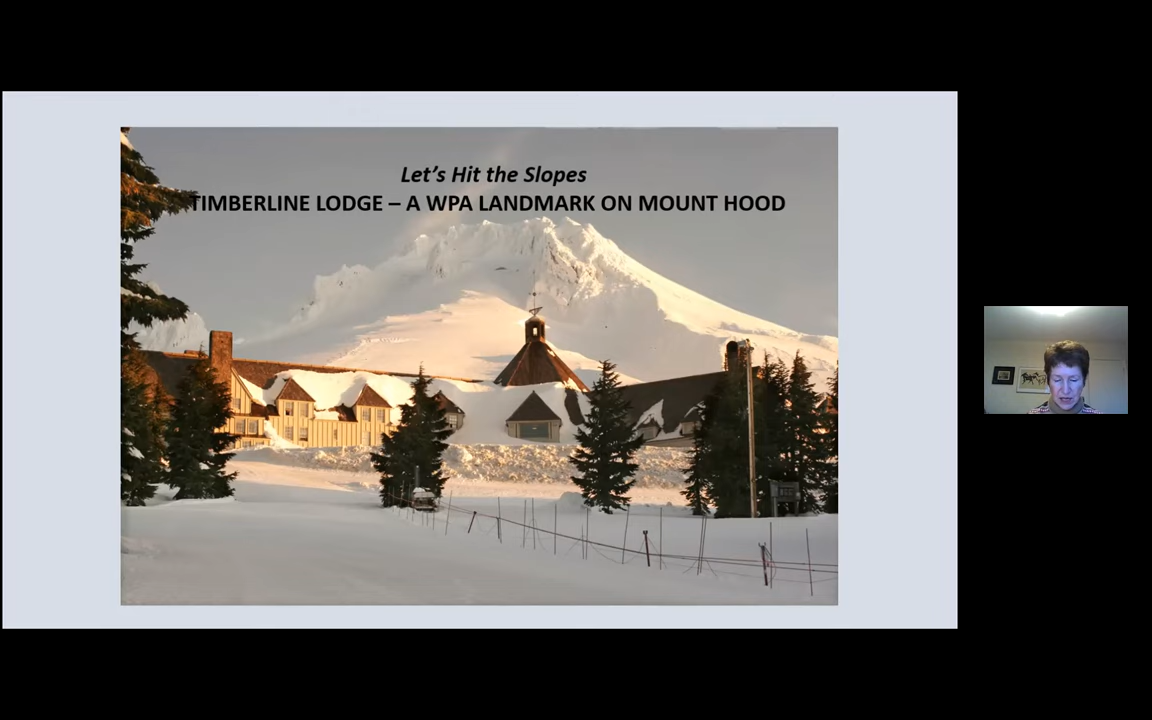 Let's Hit the Slopes
TIMBERLINE LODGE – A WPA LANDMARK ON MOUNT HOOD